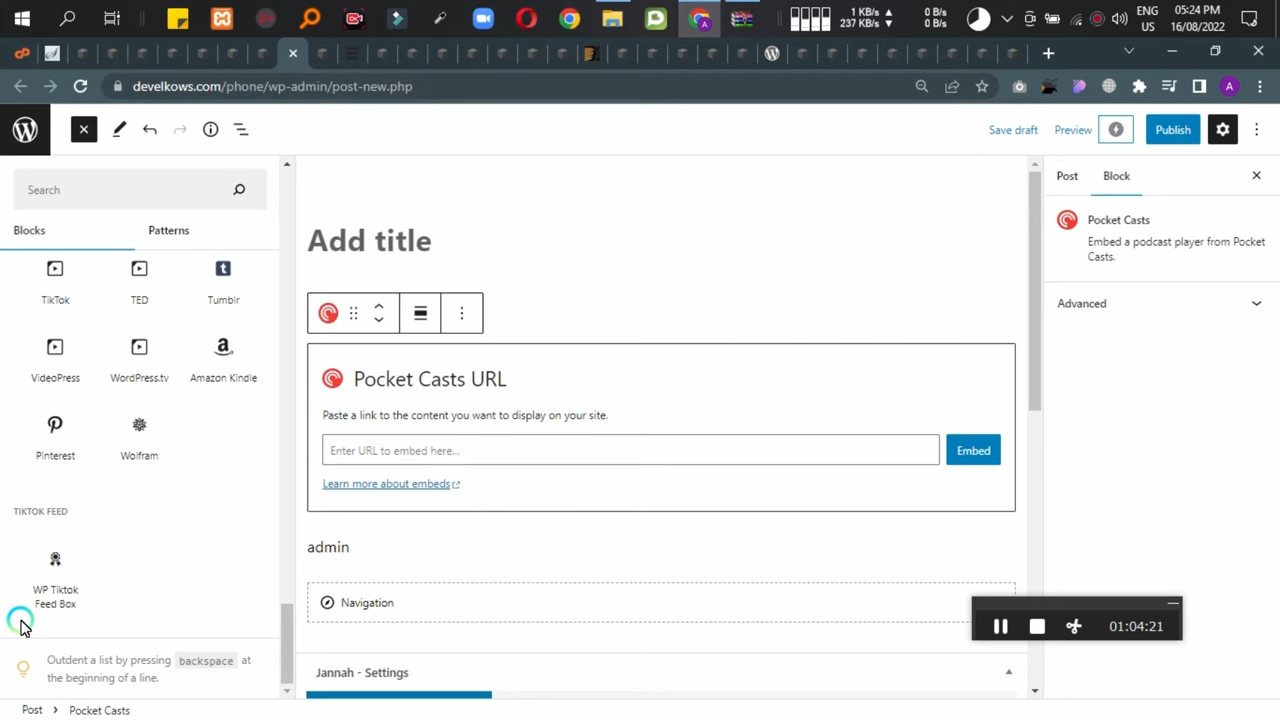 1 KB/s
237 KB/s
0 B/s
0 B/s
ENG
US
05:24 PM
16/08/2022
develkows.com/phone/wp-admin/post-new.php
A
Save draft
Preview
Publish
Search
Blocks
Patterns
TikTok
TED
Tumblr
VideoPress
WordPress.tv
Amazon Kindle
Pinterest
Wolfram
TIKTOK FEED
WP Tiktok
Feed Box
Outdent a list by pressing backspace at
the beginning of a line.
Add title
Pocket Casts URL
Paste a link to the content you want to display on your site.
Enter URL to embed here...
Embed
Learn more about embeds
admin
Navigation
Jannah - Settings
Post
Block
Pocket Casts
Embed a podcast player from Pocket
Casts.
Advanced
01:04:21
Post > Pocket Casts